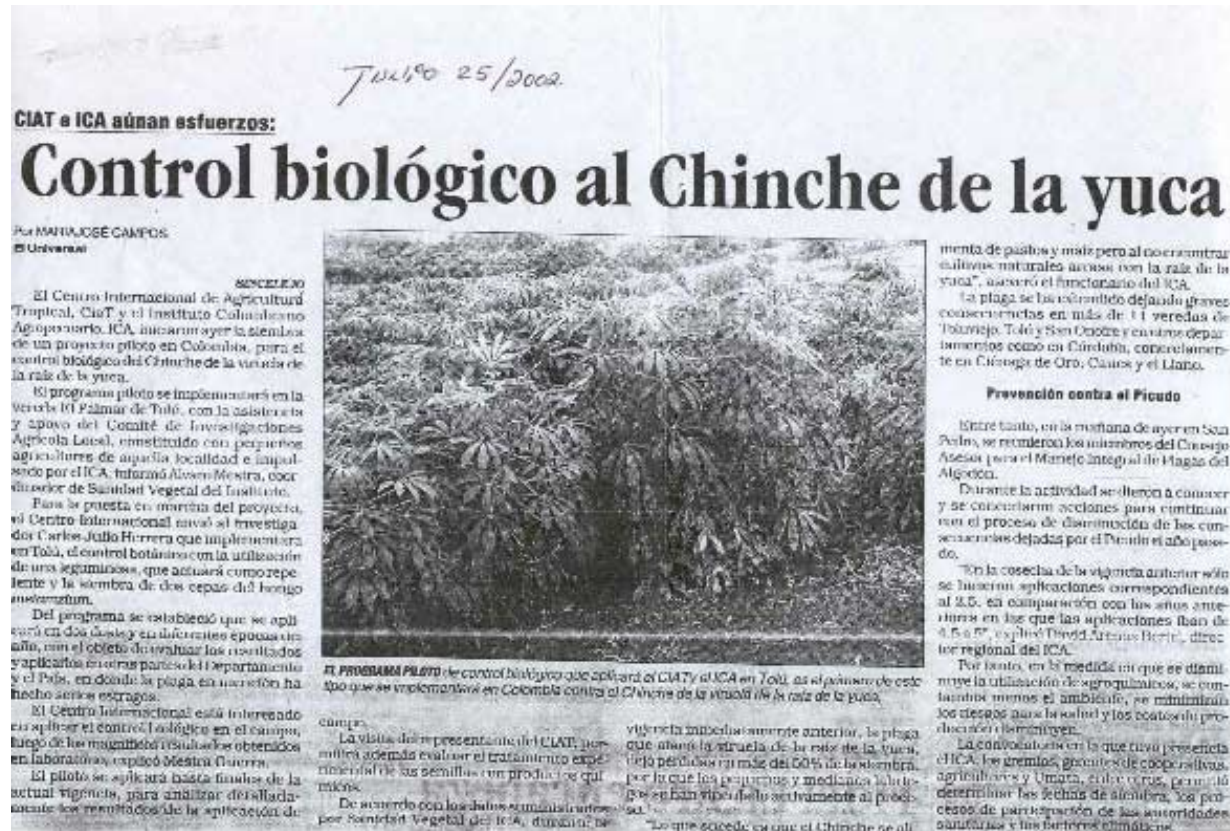 Julio 25/2002
CIAT e ICA aúnan esfuerzos:
Control biológico al Chinche de la yuca
Por MARIA JOSÉ CAMPOS
El Universal
SINCELEJO
El Centro Internacional de Agricultura
Tropical, CIAT y el Instituto Colombiano
Agropecuario, ICA, iniciaron ayer la siembra
de un proyecto piloto en Colombia, para el
control biológico del Chinche de la viruela de
la raíz de la yuca.
El programa piloto se implementará en la
vereda El Palmar de Tolú, con la asistencia
y apoyo del Comité de Investigaciones
Agrícola Local, constituido con pequeños
agricultores de aquella localidad e impul-
sado por el ICA, informó Alvaro Mestra, coor-
dinador de Sanidad Vegetal del Instituto.
Para la puesta en marcha del proyecto,
el Centro Internacional envió al investiga-
dor Carlos Julio Herrera que implementará
en Tolú, el control botánico con la utilización
de una leguminosa, que actuará como repe-
lente y la siembra de dos cepas del hongo
Del programa se estableció que se apli-
cará en dos dosis y en diferentes épocas del
año, con el objeto de evaluar los resultados
y aplicarlos en otras partes del Departamento
y el País, en donde la plaga en mención ha
hecho serios estragos.
El Centro Internacional está interesado
en aplicar el control biológico en el campo,
luego de los magníficos resultados obtenidos
en laboratorio, explicó Mestra Guerra.
El piloto se aplicará hasta finales de la
actual vigencia, para analizar detallada-
mente los resultados de la aplicación de
EL PROGRAMA PILOTO de control biológico que aplicará el CIAT y el ICA en Tolú, es el primero de este
tipo que se implementará en Colombia contra el Chinche de la viruela de la raíz de la yuca.
campo.
La visita del representante del CIAT, per-
mitirá además evaluar el tratamiento expe-
rimental de las semillas con productos quí-
micos.
De acuerdo con los datos suministrados
por Sanidad Vegetal del ICA, durante la
vigencia inmediatamente anterior, la plaga
que ataca la viruela de la raíz de la yuca,
dejó pérdidas en más del 50% de la siembra,
por lo que los pequeños y medianos
se han vinculado activamente al proce-
so.
"Lo que sucede es que el Chinche se ali-
menta de pastos y maíz pero al no encontrar
cultivos naturales arrasa con la raíz de la
yuca", aseveró el funcionario del ICA.
La plaga se ha extendido dejando graves
consecuencias en más de 11 veredas de
Toluviejo, Tolú y San Onofre y en otros depar-
tamentos como en Córdoba, concretamen-
te en Ciénaga de Oro, y el Llano.
Prevención contra el Picudo
Entre tanto, en la mañana de ayer en San
Pedro, se reunieron los miembros del Consejo
Asesor para el Manejo Integral de Plagas del
Algodón.
Durante la actividad se dieron a conocer
y se concertaron acciones para continuar
con el proceso de disminución de las con-
secuencias dejadas por el Picudo el año pasa-
do.
"En la cosecha de la vigencia anterior sólo
se hicieron aplicaciones correspondientes
al 2.5, en comparación con los años ante-
riores en las que las aplicaciones iban de
explicó David direc-
tor regional del ICA.
Por tanto, en la medida en que se dismi-
nuye la utilización de agroquímicos, se con-
tamina menos el ambiente, se minimizan
los riesgos para la salud y los costos de pro-
ducción disminuyen.
La convocatoria en la que tuvo presencia
el ICA, los gremios, gerentes de cooperativas,
agricultores y Umata, entre otros, permitió
determinar las fechas de siembra, los pro-
cesos de participación de las autoridades
sanitarias y los factores